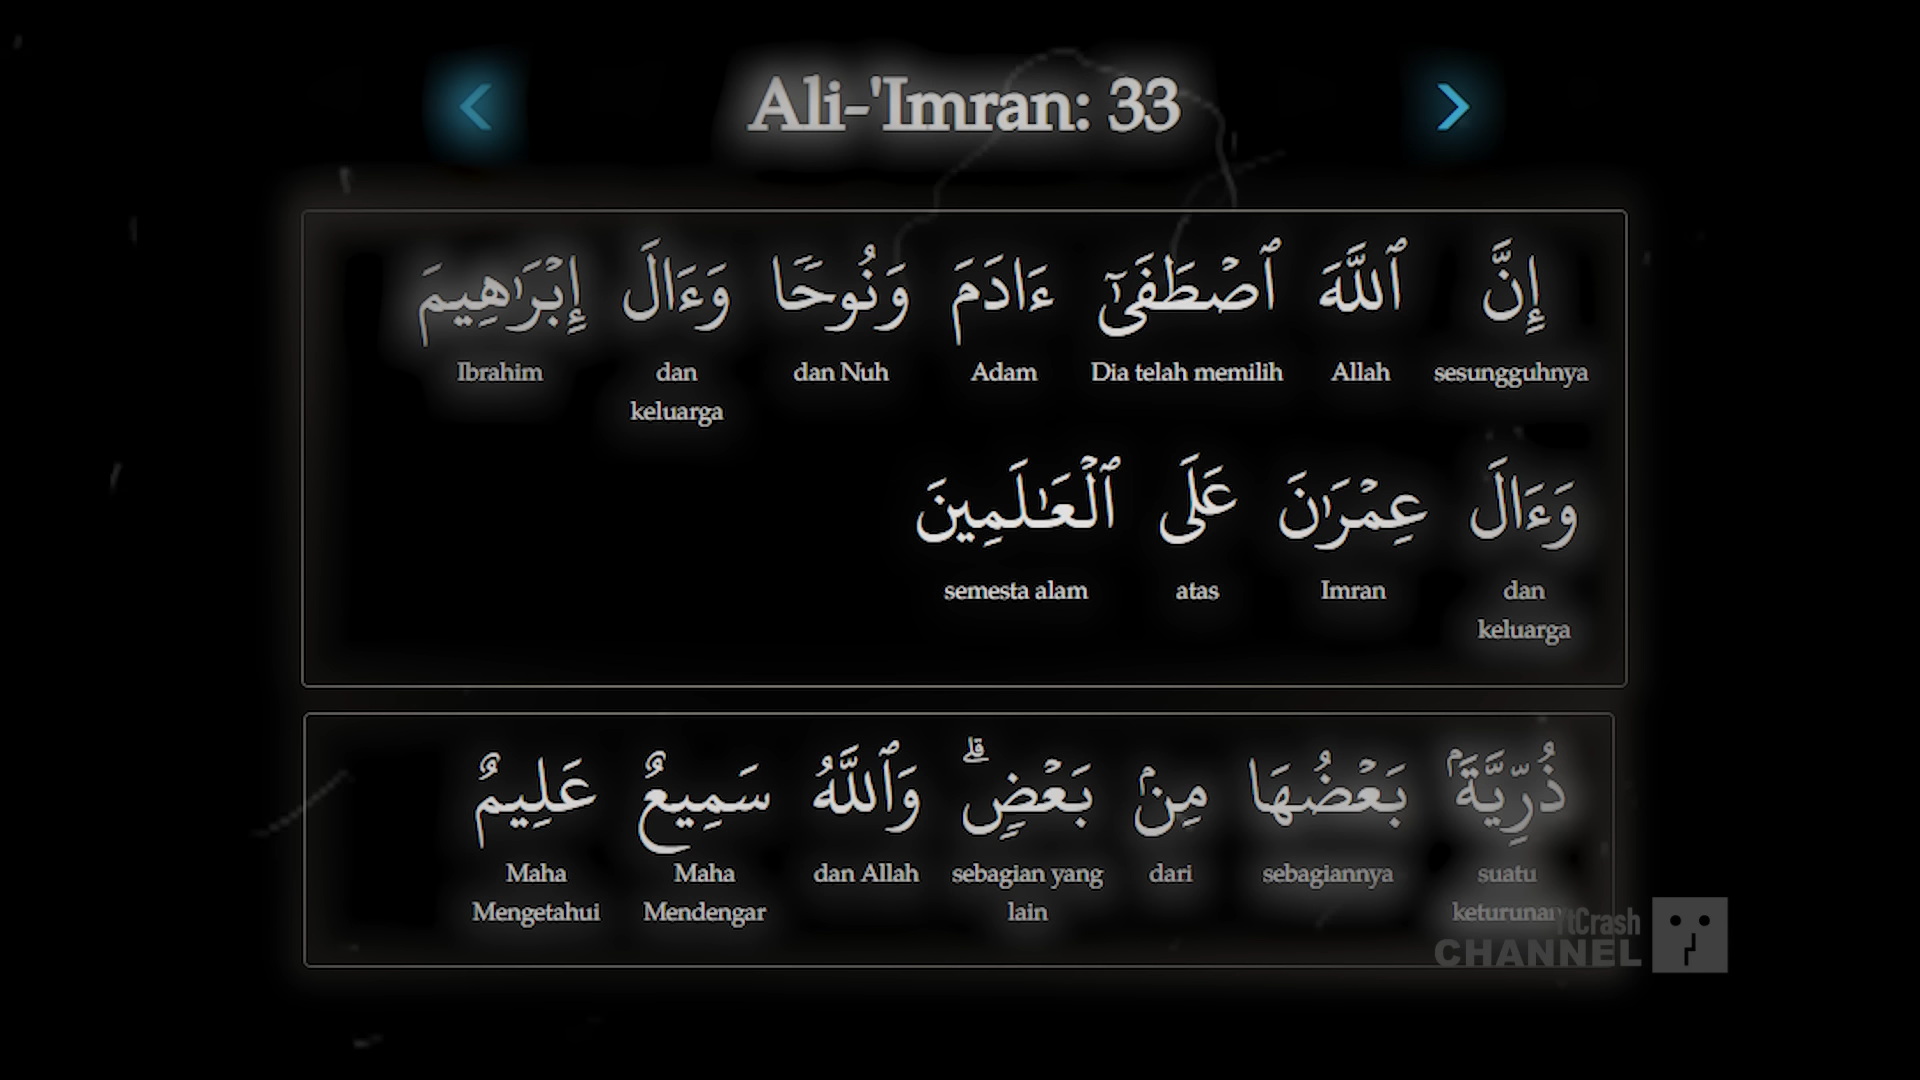 Ali-'Imran: 33
إِنَّ ٱللَّهَ ٱصْطَفَىٰٓ ءَادَمَ وَنُوحًا وَءَالَ إِبْرَٰهِيمَ
sesungguhnya Allah Dia telah memilih Adam dan Nuh dan keluarga Ibrahim
وَءَالَ عِمْرَٰنَ عَلَى ٱلْعَـٰلَمِينَ
dan keluarga Imran atas semesta alam
ذُرِّيَّةًۢ بَعْضُهَا مِنۢ بَعْضٍۗ وَٱللَّهُ سَمِيعٌ عَلِيمٌ
suatu keturunan sebagiannya dari sebagian yang lain dan Allah Maha Mendengar Maha Mengetahui
CHANNEL